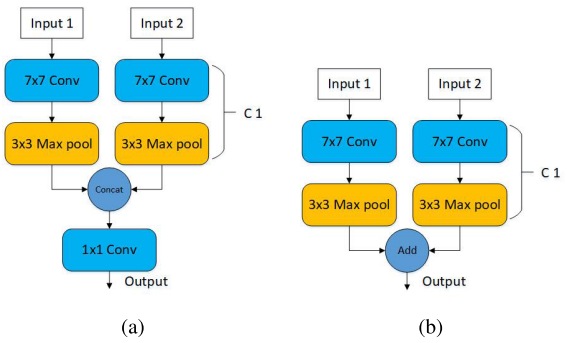 Input 1
Input 2
7x7 Conv
7x7 Conv
C 1
3x3 Max pool
3x3 Max pool
Concat
1x1 Conv
Output
(a)
Input 1
Input 2
7x7 Conv
7x7 Conv
C 1
3x3 Max pool
3x3 Max pool
Add
Output
(b)